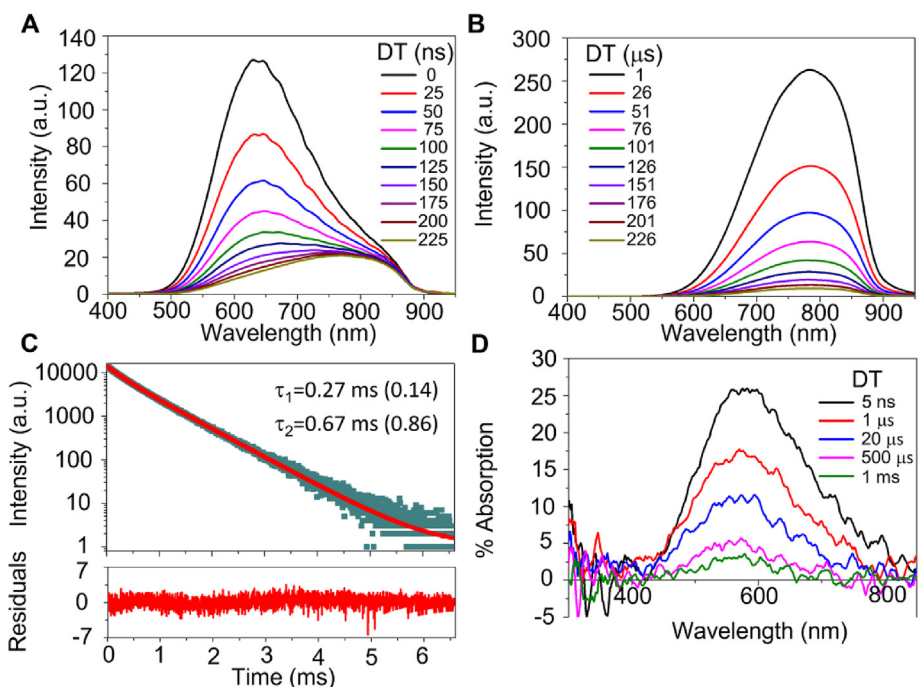 A
140
120
100
80
60
40
20
0
Intensity (a.u.)
400 500 600 700 800 900
Wavelength (nm)
DT (ns)
0
25
50
75
100
125
150
175
200
225
B
300
250
200
150
100
50
0
Intensity (a.u.)
400 500 600 700 800 900
Wavelength (nm)
DT (μs)
1
26
51
76
101
126
151
176
201
226
C
10000
1000
100
10
1
Intensity (a.u.)
τ1=0.27 ms (0.14)
τ2=0.67 ms (0.86)
7
0
-7
Residuals
0 1 2 3 4 5 6
Time (ms)
D
30
25
20
15
10
5
0
-5
% Absorption
400 600 800
Wavelength (nm)
DT
5 ns
1 μs
20 μs
500 μs
1 ms